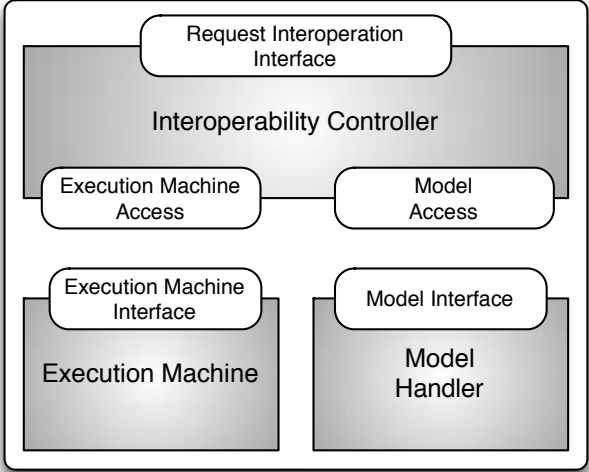 Request Interoperation
Interface
Interoperability Controller
Execution Machine
Access
Model
Access
Execution Machine
Interface
Model Interface
Execution Machine
Model
Handler